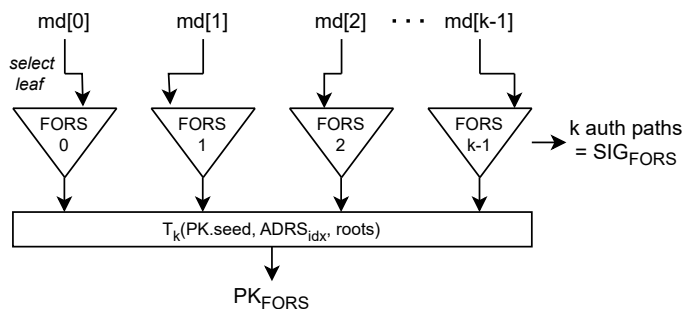 md[0] md[1] md[2] · · · md[k-1]
select
leaf
FORS
0
FORS
1
FORS
2
FORS
k-1
k auth paths
= SIG_FORS
T_k(PK.seed, ADRS_idx, roots)
PK_FORS